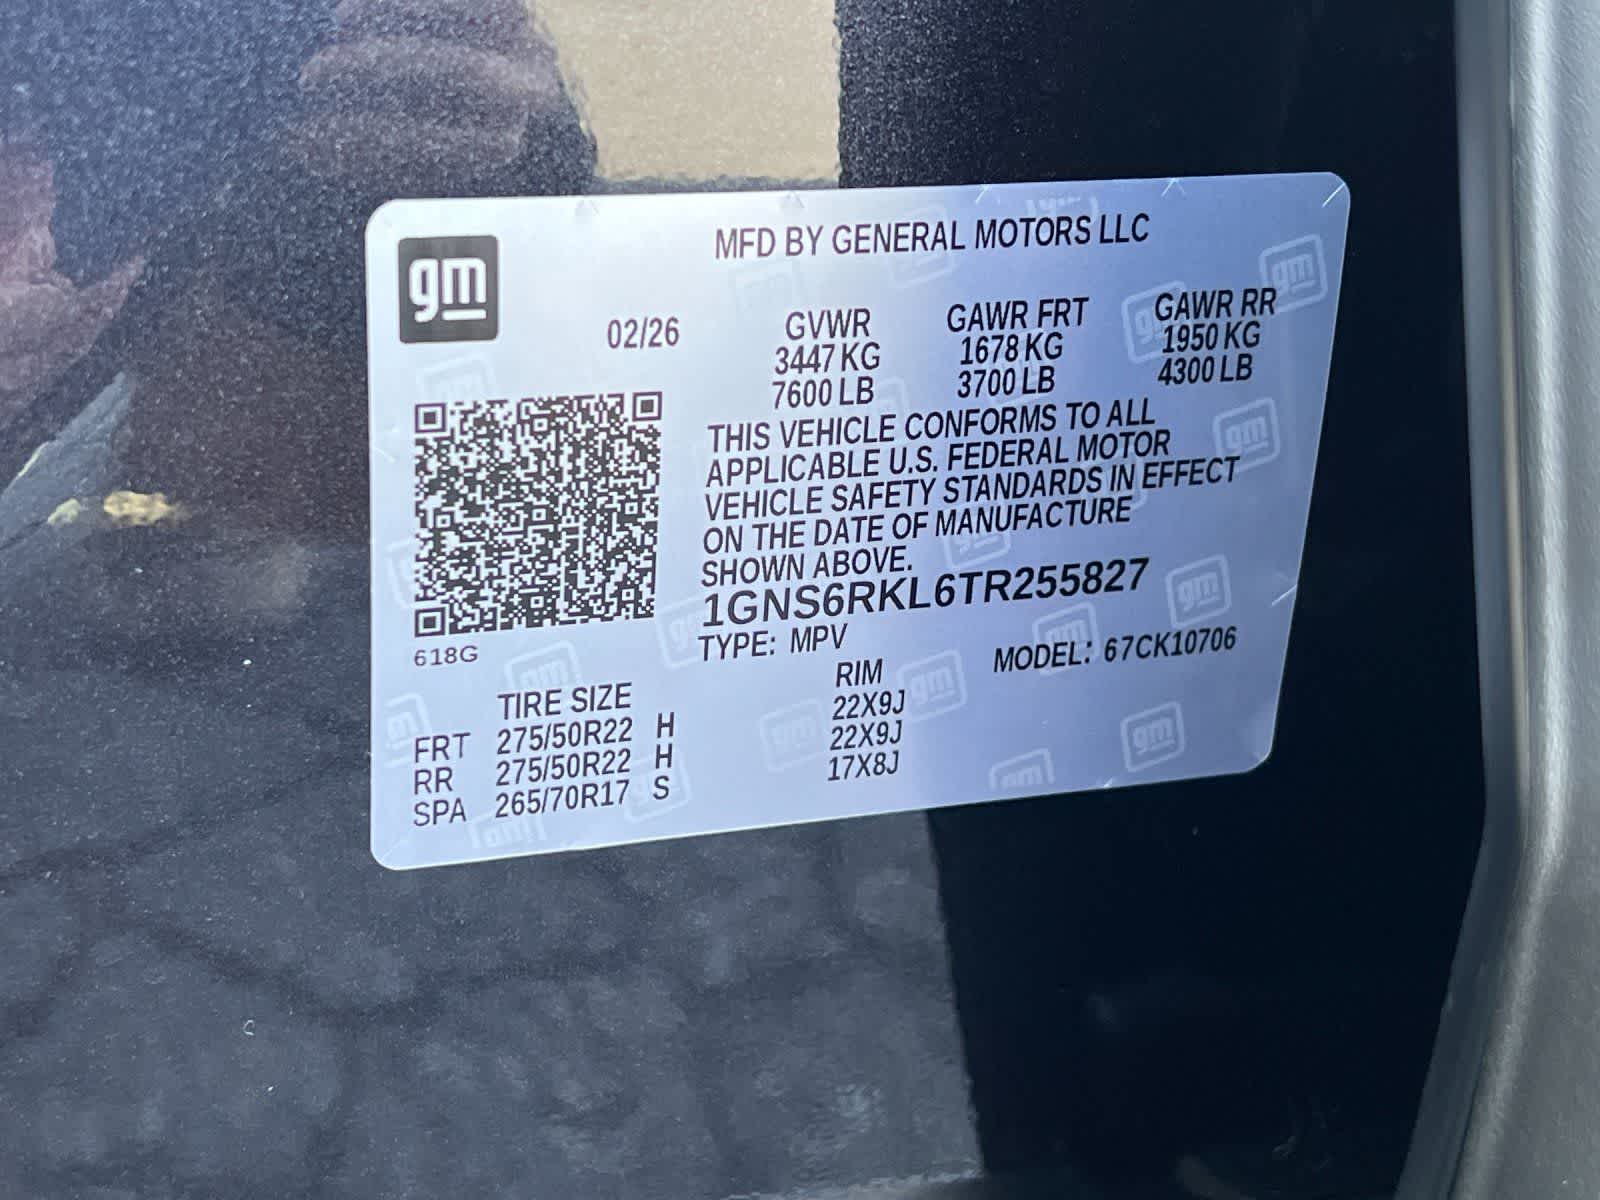 gm
MFD BY GENERAL MOTORS LLC
02/26 GVWR GAWR FRT GAWR RR
3447 KG 1678 KG 1950 KG
7600 LB 3700 LB 4300 LB
THIS VEHICLE CONFORMS TO ALL
APPLICABLE U.S. FEDERAL MOTOR
VEHICLE SAFETY STANDARDS IN EFFECT
ON THE DATE OF MANUFACTURE
SHOWN ABOVE.
1GNS6RKL6TR255827
618G
TYPE: MPV MODEL: 67CK10706
TIRE SIZE RIM
FRT 275/50R22 H 22X9J
RR 275/50R22 H 22X9J
SPA 265/70R17 S 17X8J